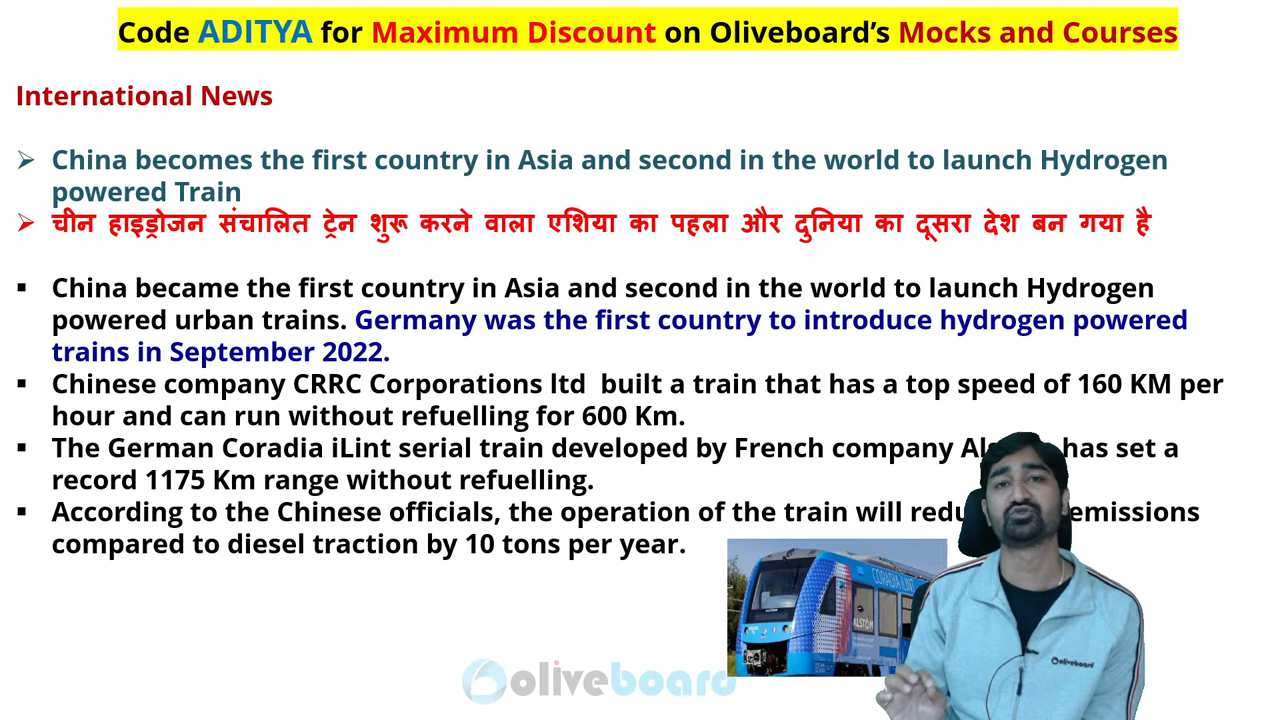 Code ADITYA for Maximum Discount on Oliveboard’s Mocks and Courses
International News
China becomes the first country in Asia and second in the world to launch Hydrogen
powered Train
चीन हाइड्रोजन संचालित ट्रेन शुरू करने वाला एशिया का पहला और दुनिया का दूसरा देश बन गया है
China became the first country in Asia and second in the world to launch Hydrogen
powered urban trains. Germany was the first country to introduce hydrogen powered
trains in September 2022.
Chinese company CRRC Corporations ltd built a train that has a top speed of 160 KM per
hour and can run without refuelling for 600 Km.
The German Coradia iLint serial train developed by French company has set a
record 1175 Km range without refuelling.
According to the Chinese officials, the operation of the train will emissions
compared to diesel traction by 10 tons per year.
CORADIA iLINT
ALSTOM
oliveboard
oliveboard